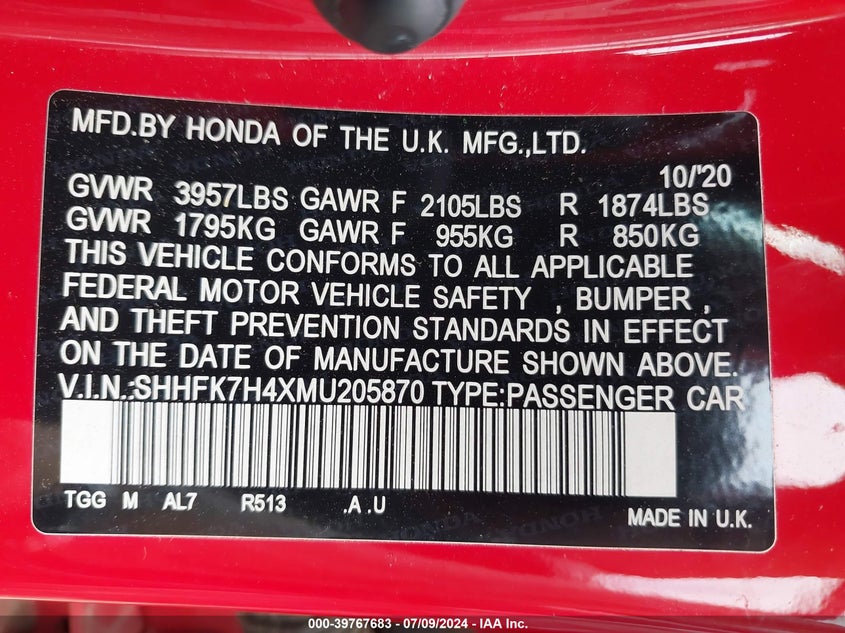 MFD.BY HONDA OF THE U.K. MFG.,LTD.
10/'20
GVWR 3957LBS GAWR F 2105LBS R 1874LBS
GVWR 1795KG GAWR F 955KG R 850KG
THIS VEHICLE CONFORMS TO ALL APPLICABLE
FEDERAL MOTOR VEHICLE SAFETY , BUMPER ,
AND THEFT PREVENTION STANDARDS IN EFFECT
ON THE DATE OF MANUFACTURE SHOWN ABOVE.
V.I.N.:SHHFK7H4XMU205870 TYPE:PASSENGER CAR
TGG M AL7 R513 .A .U
MADE IN U.K.
000-39767683 / 07/09/2024 - IAA Inc.